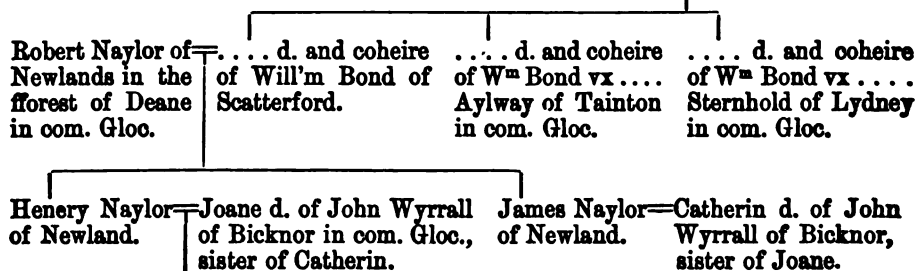 Robert Naylor of
Newlands in the
fforest of Deane
in com. Gloc.
.... d. and coheire
of Will'm Bond of
Scatterford.
.... d. and coheire
of Wm Bond vx ....
Aylway of Tainton
in com. Gloc.
.... d. and coheire
of Wm Bond vx ....
Sternhold of Lydney
in com. Gloc.
Henery Naylor
of Newland.
Joane d. of John Wyrrall
of Bicknor in com. Gloc.,
sister of Catherin.
James Naylor
of Newland.
Catherin d. of John
Wyrrall of Bicknor,
sister of Joane.